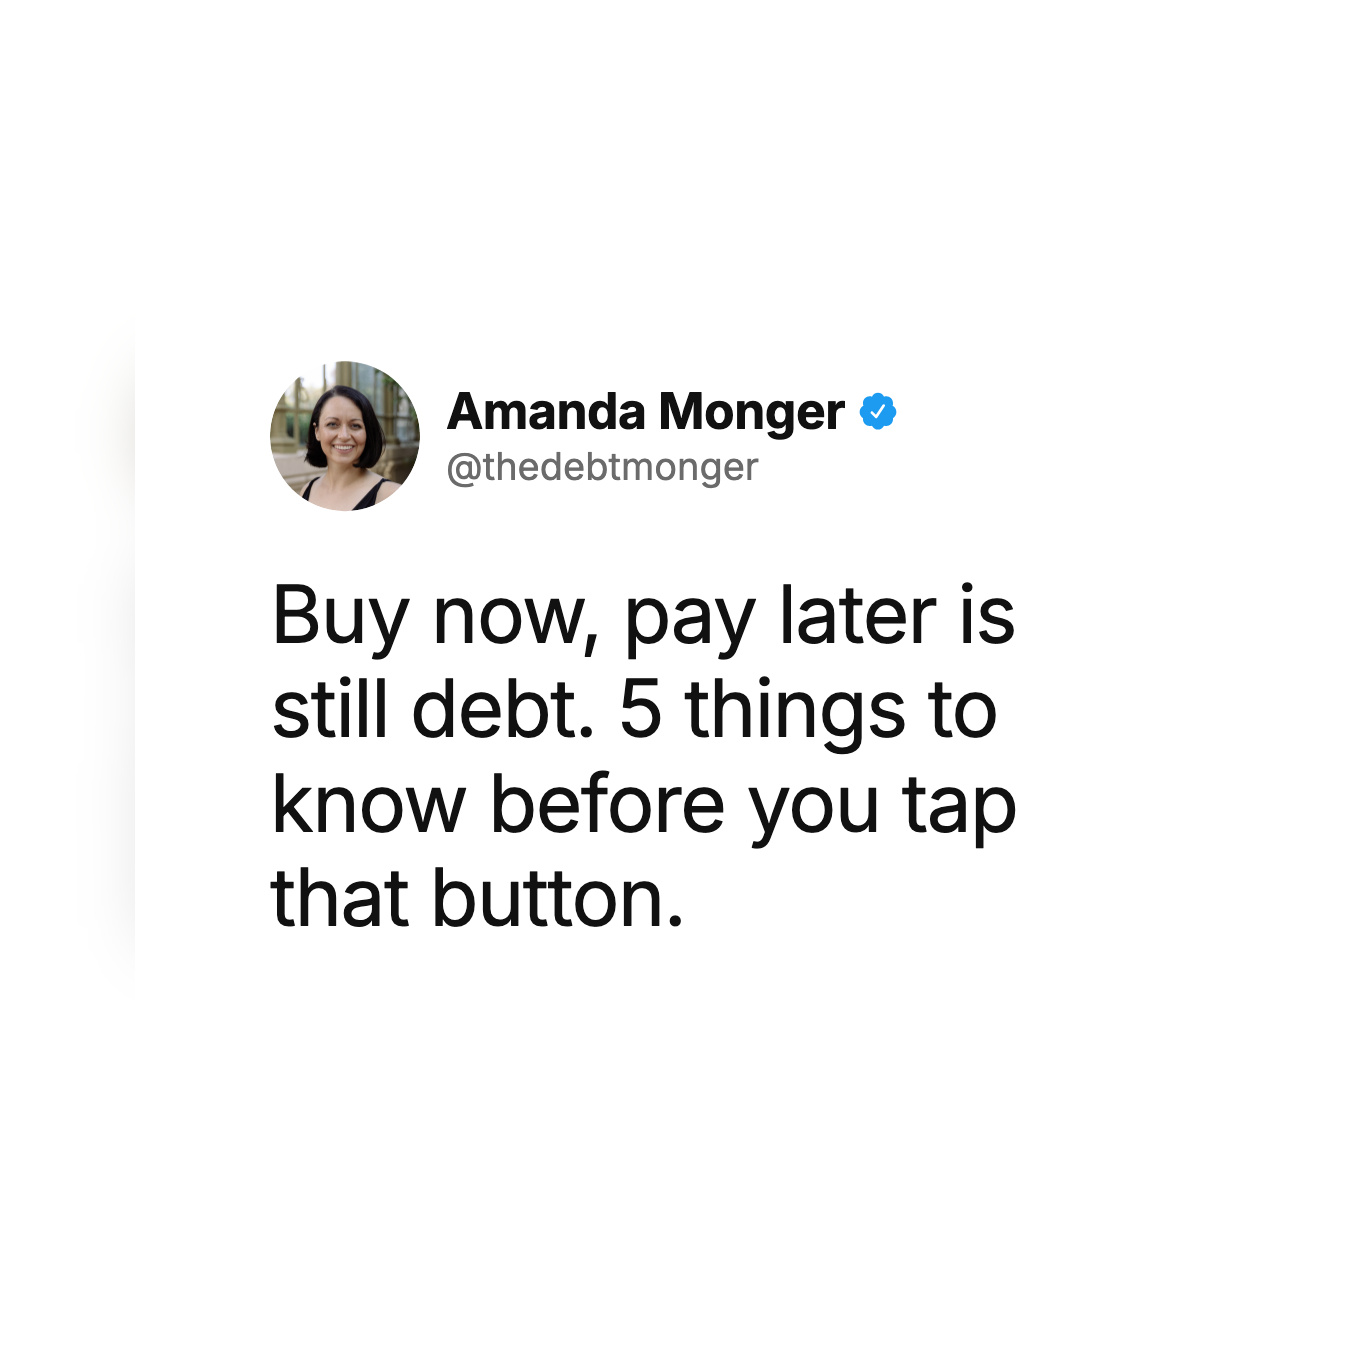 Amanda Monger
@thedebtmonger
Buy now, pay later is
still debt. 5 things to
know before you tap
that button.